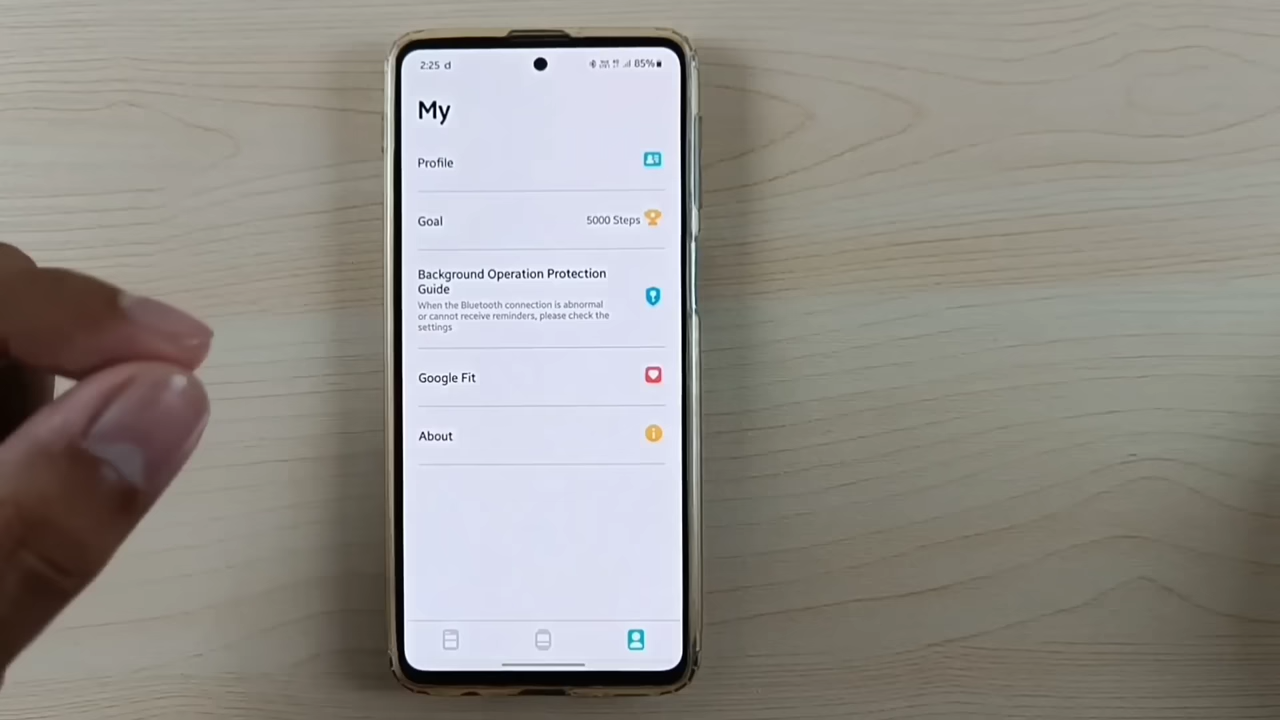 2:25 d
85%
My
Profile
Goal
5000 Steps
Background Operation Protection
Guide
When the Bluetooth connection is abnormal
or cannot receive reminders, please check the
settings
Google Fit
About